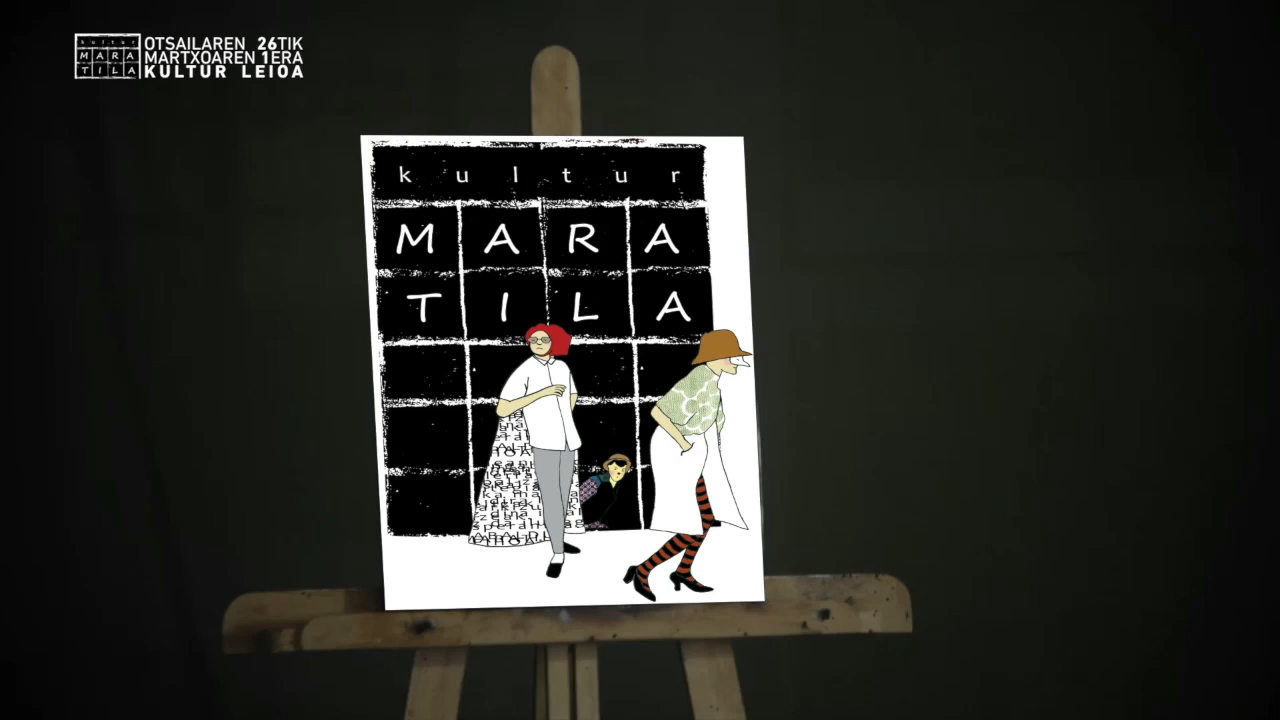 kultur
MARA
TILA
OTSAILAREN 26TIK
MARTXOAREN 1ERA
KULTUR LEIOA
kultur
MARA
TILA